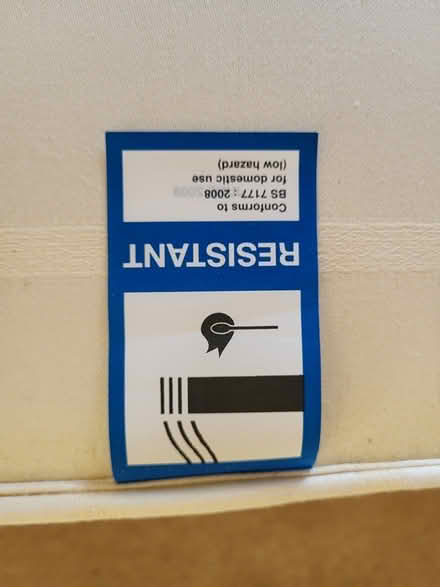 RESISTANT
Conforms to
BS 7177 : 2008
for domestic use
(low hazard)